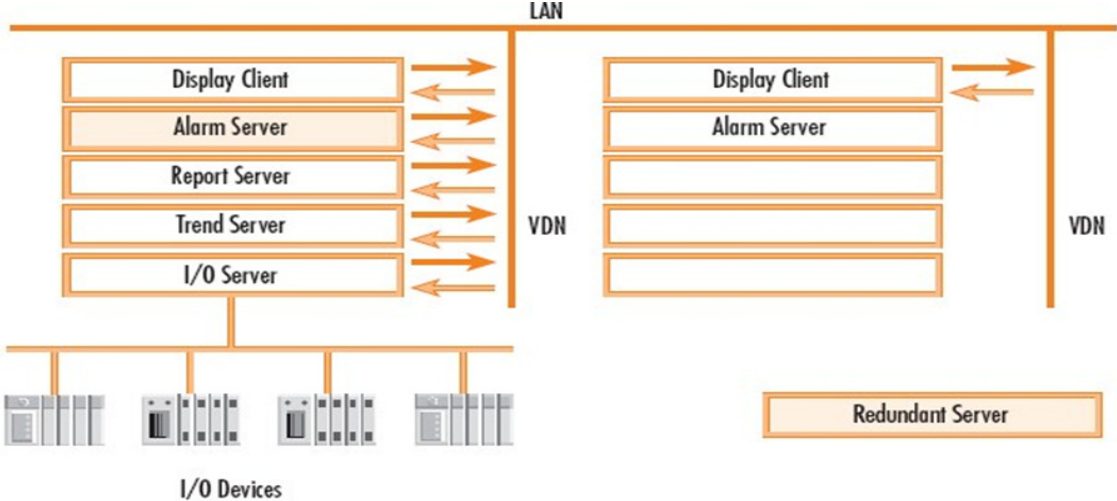 LAN
Display Client
Alarm Server
Report Server
Trend Server
I/O Server
VDN
Display Client
Alarm Server
VDN
I/O Devices
Redundant Server